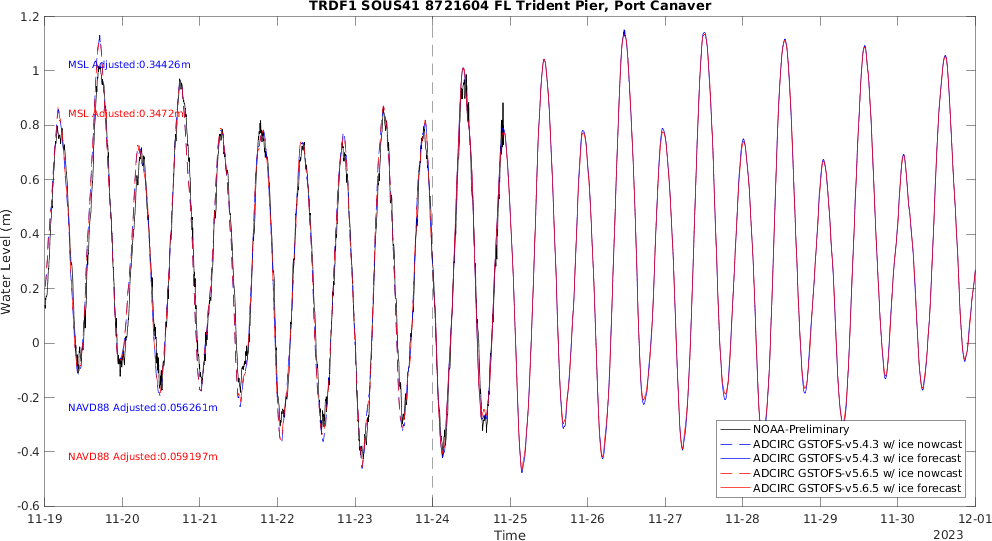 TRDF1 SOUS41 8721604 FL Trident Pier, Port Canaver
Water Level (m)
1.2
1
0.8
0.6
0.4
0.2
0
-0.2
-0.4
-0.6
MSL Adjusted:0.34426m
MSL Adjusted:0.3472m
NAVD88 Adjusted:0.056261m
NAVD88 Adjusted:0.059197m
NOAA-Preliminary
ADCIRC GSTOFS-v5.4.3 w/ ice nowcast
ADCIRC GSTOFS-v5.4.3 w/ ice forecast
ADCIRC GSTOFS-v5.6.5 w/ ice nowcast
ADCIRC GSTOFS-v5.6.5 w/ ice forecast
11-19 11-20 11-21 11-22 11-23 11-24 11-25 11-26 11-27 11-28 11-29 11-30 12-01
Time
2023